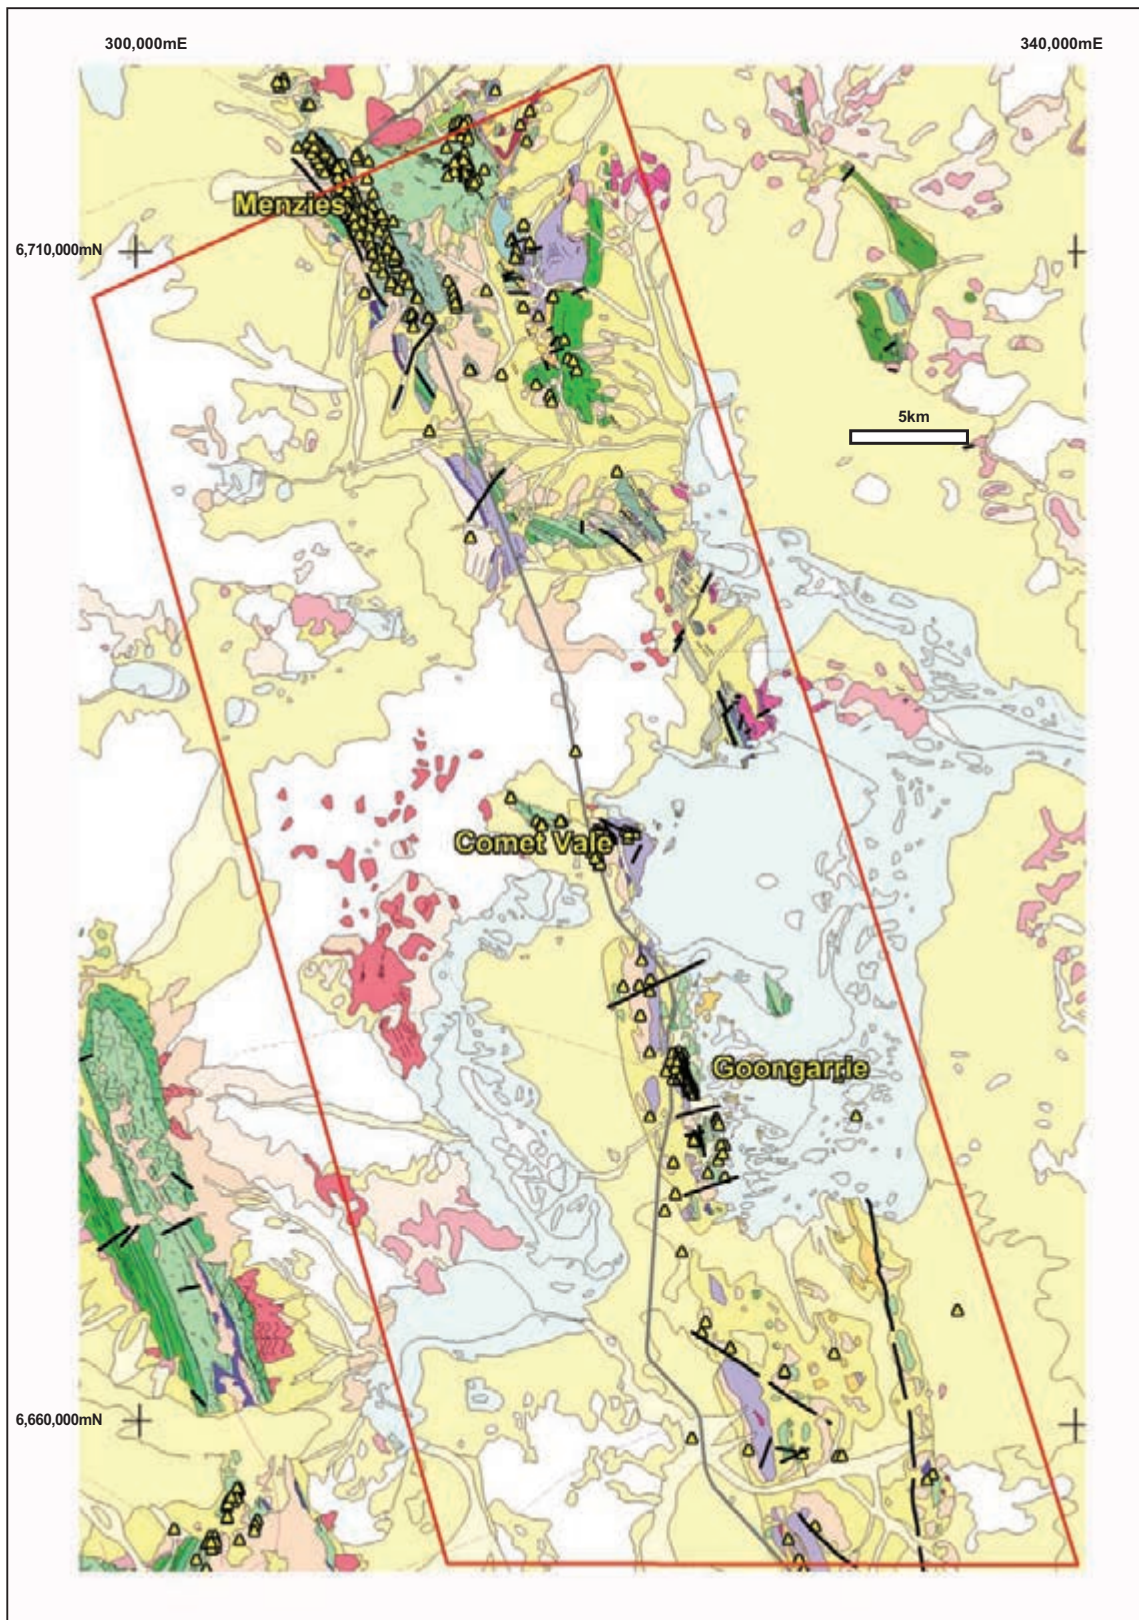 300,000mE
340,000mE
Menzies
6,710,000mN
5km
Comet Vale
Goongarrie
6,660,000mN